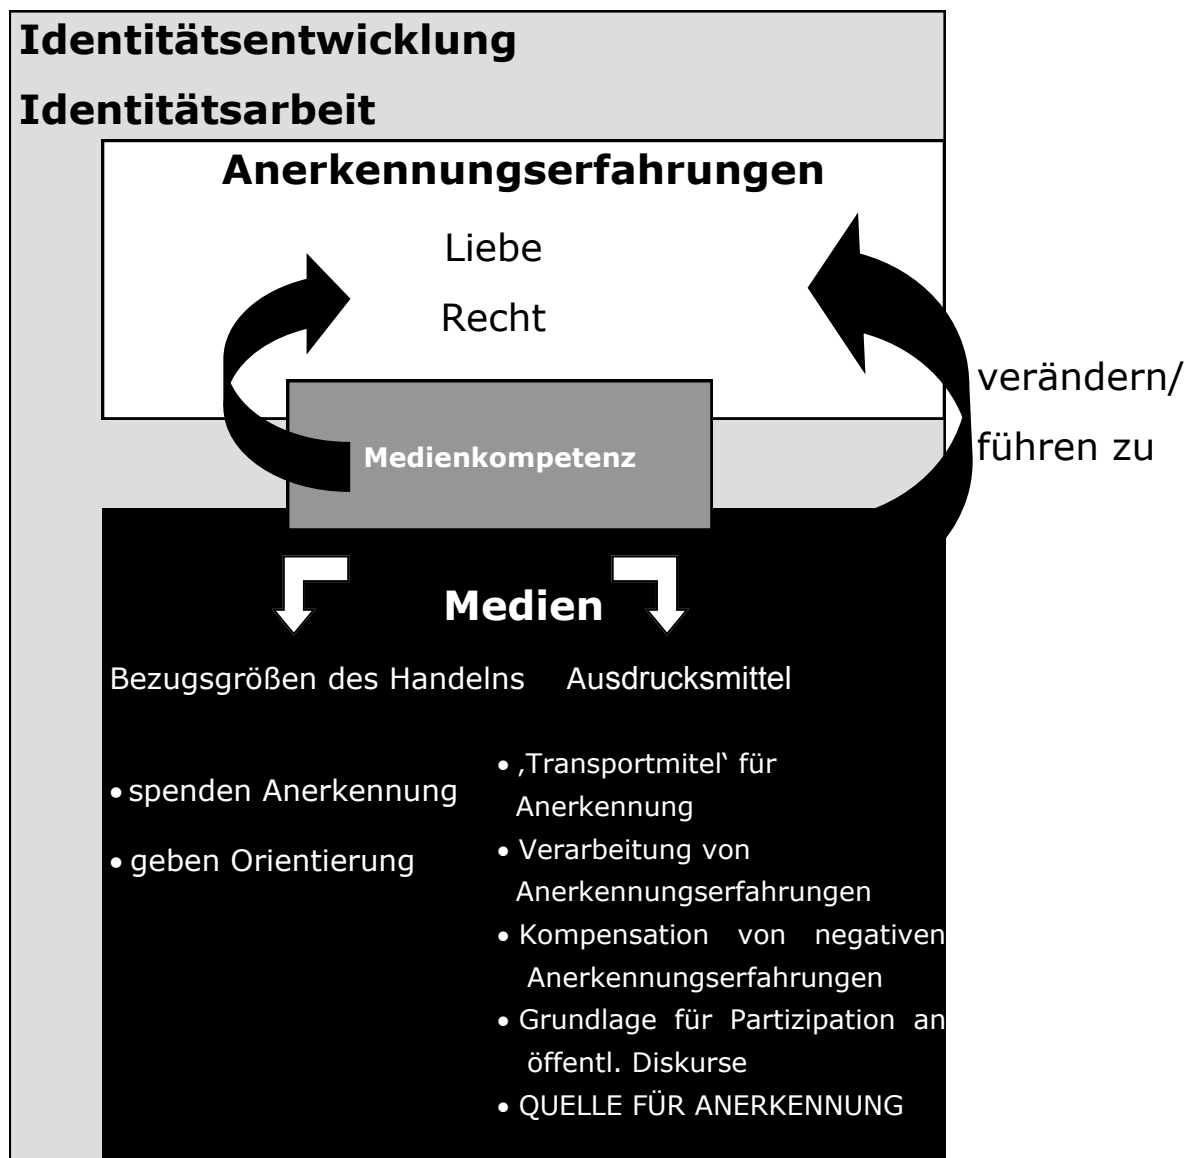 Identitätsentwicklung
Identitätsarbeit
Anerkennungserfahrungen
Liebe
Recht
verändern/
führen zu
Medienkompetenz
Medien
Bezugsgrößen des Handelns
• spenden Anerkennung
• geben Orientierung
Ausdrucksmittel
• ‚Transportmitel‘ für
Anerkennung
• Verarbeitung von
Anerkennungserfahrungen
• Kompensation von negativen
Anerkennungserfahrungen
• Grundlage für Partizipation an
öffentl. Diskurse
• QUELLE FÜR ANERKENNUNG